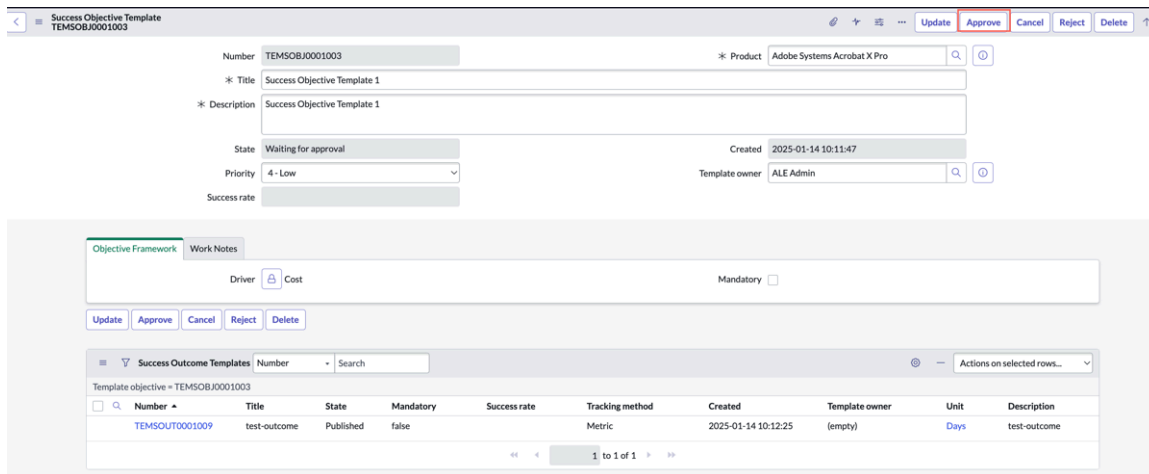 Success Objective Template
TEMSOBJ0001003
Update Approve Cancel Reject Delete
Number TEMSOBJ0001003 * Product Adobe Systems Acrobat X Pro
* Title Success Objective Template 1
* Description Success Objective Template 1
State Waiting for approval Created 2025-01-14 10:11:47
Priority 4 - Low Template owner ALE Admin
Success rate
Objective Framework Work Notes
Driver Cost Mandatory
Update Approve Cancel Reject Delete
Success Outcome Templates Number Search Actions on selected rows...
Template objective = TEMSOBJ0001003
Number Title State Mandatory Success rate Tracking method Created Template owner Unit Description
TEMSOUT0001009 test-outcome Published false Metric 2025-01-14 10:12:25 (empty) Days test-outcome
1 to 1 of 1